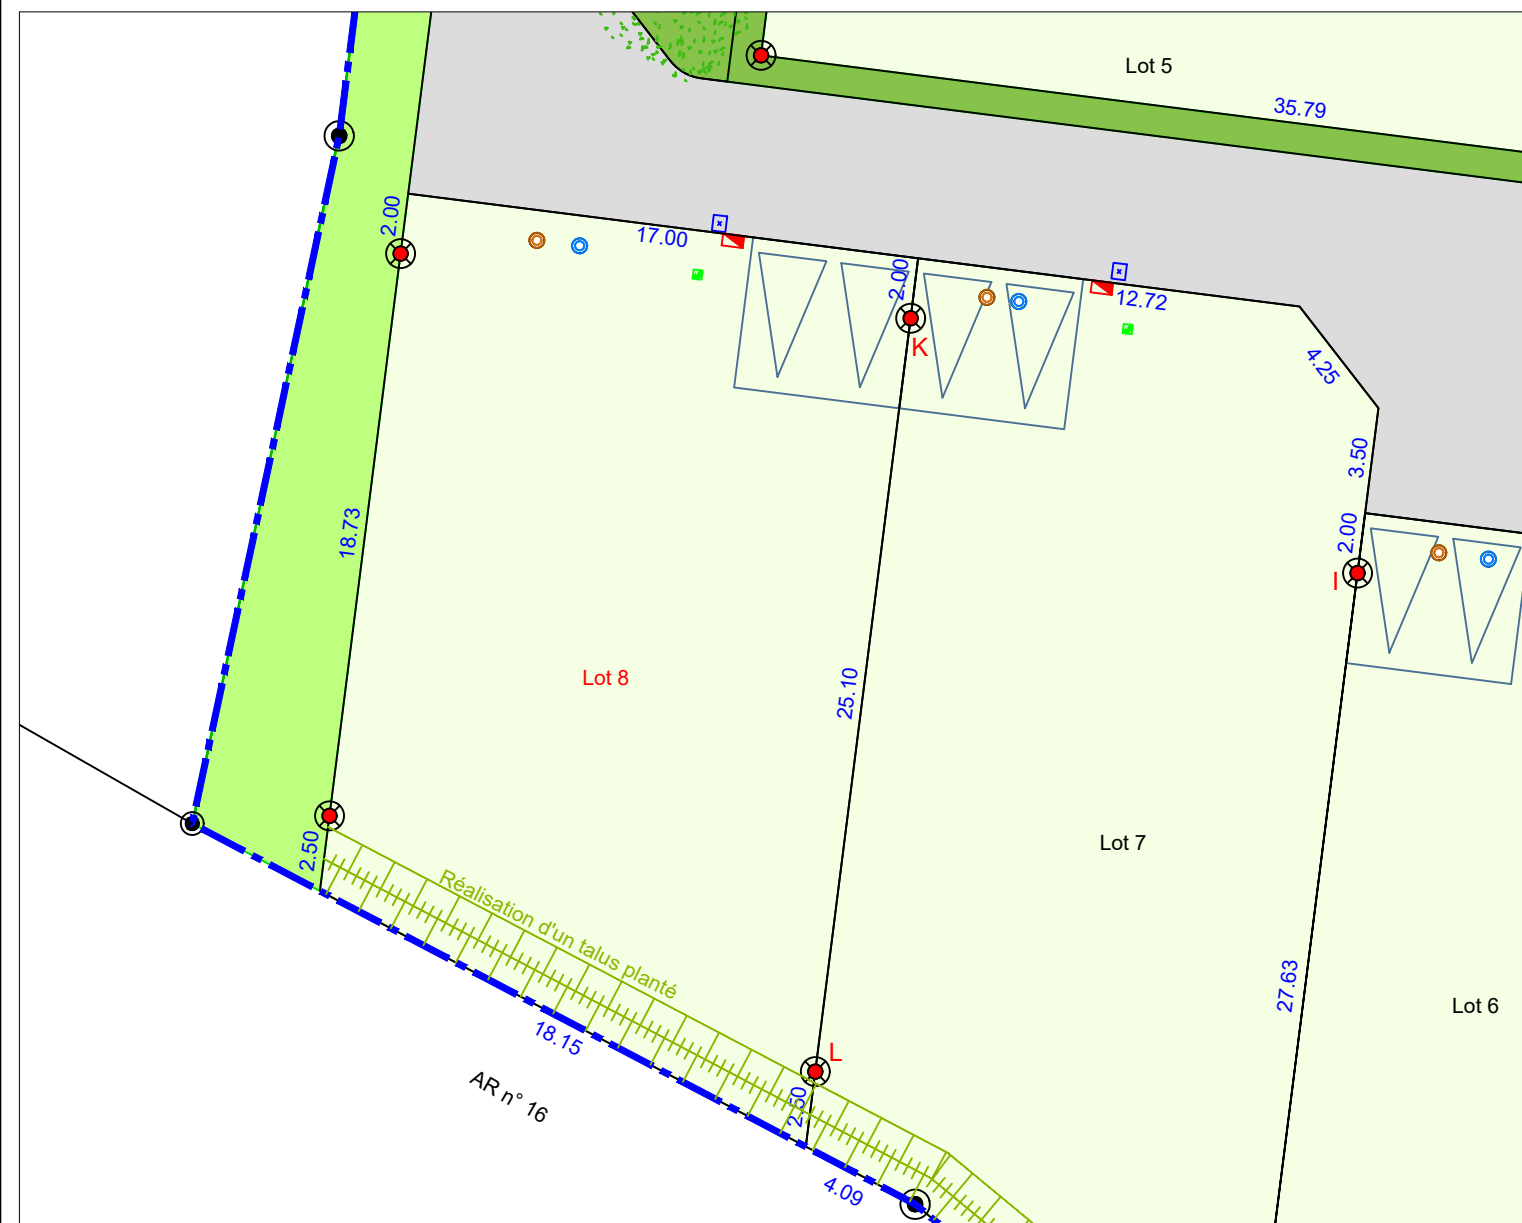 Lot 5
35.79
2.00
17.00
2.00
12.72
K
4.25
3.50
2.00
I
18.73
Lot 8
25.10
Lot 7
2.50
Réalisation d'un talus planté
27.63
Lot 6
18.15
L
AR n° 16
2.50
4.09